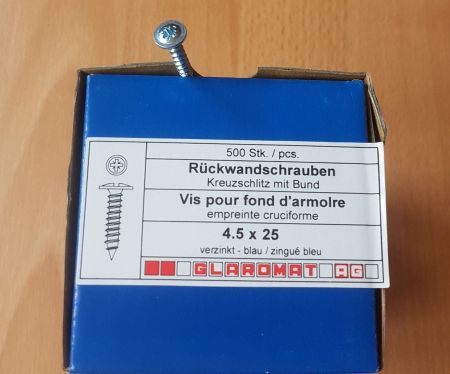 500 Stk. / pcs.
Rückwandschrauben
Kreuzschlitz mit Bund
Vis pour fond d'armolre
empreinte cruciforme
4.5 x 25
verzinkt - blau / zingué bleu
GLAROMAT AG